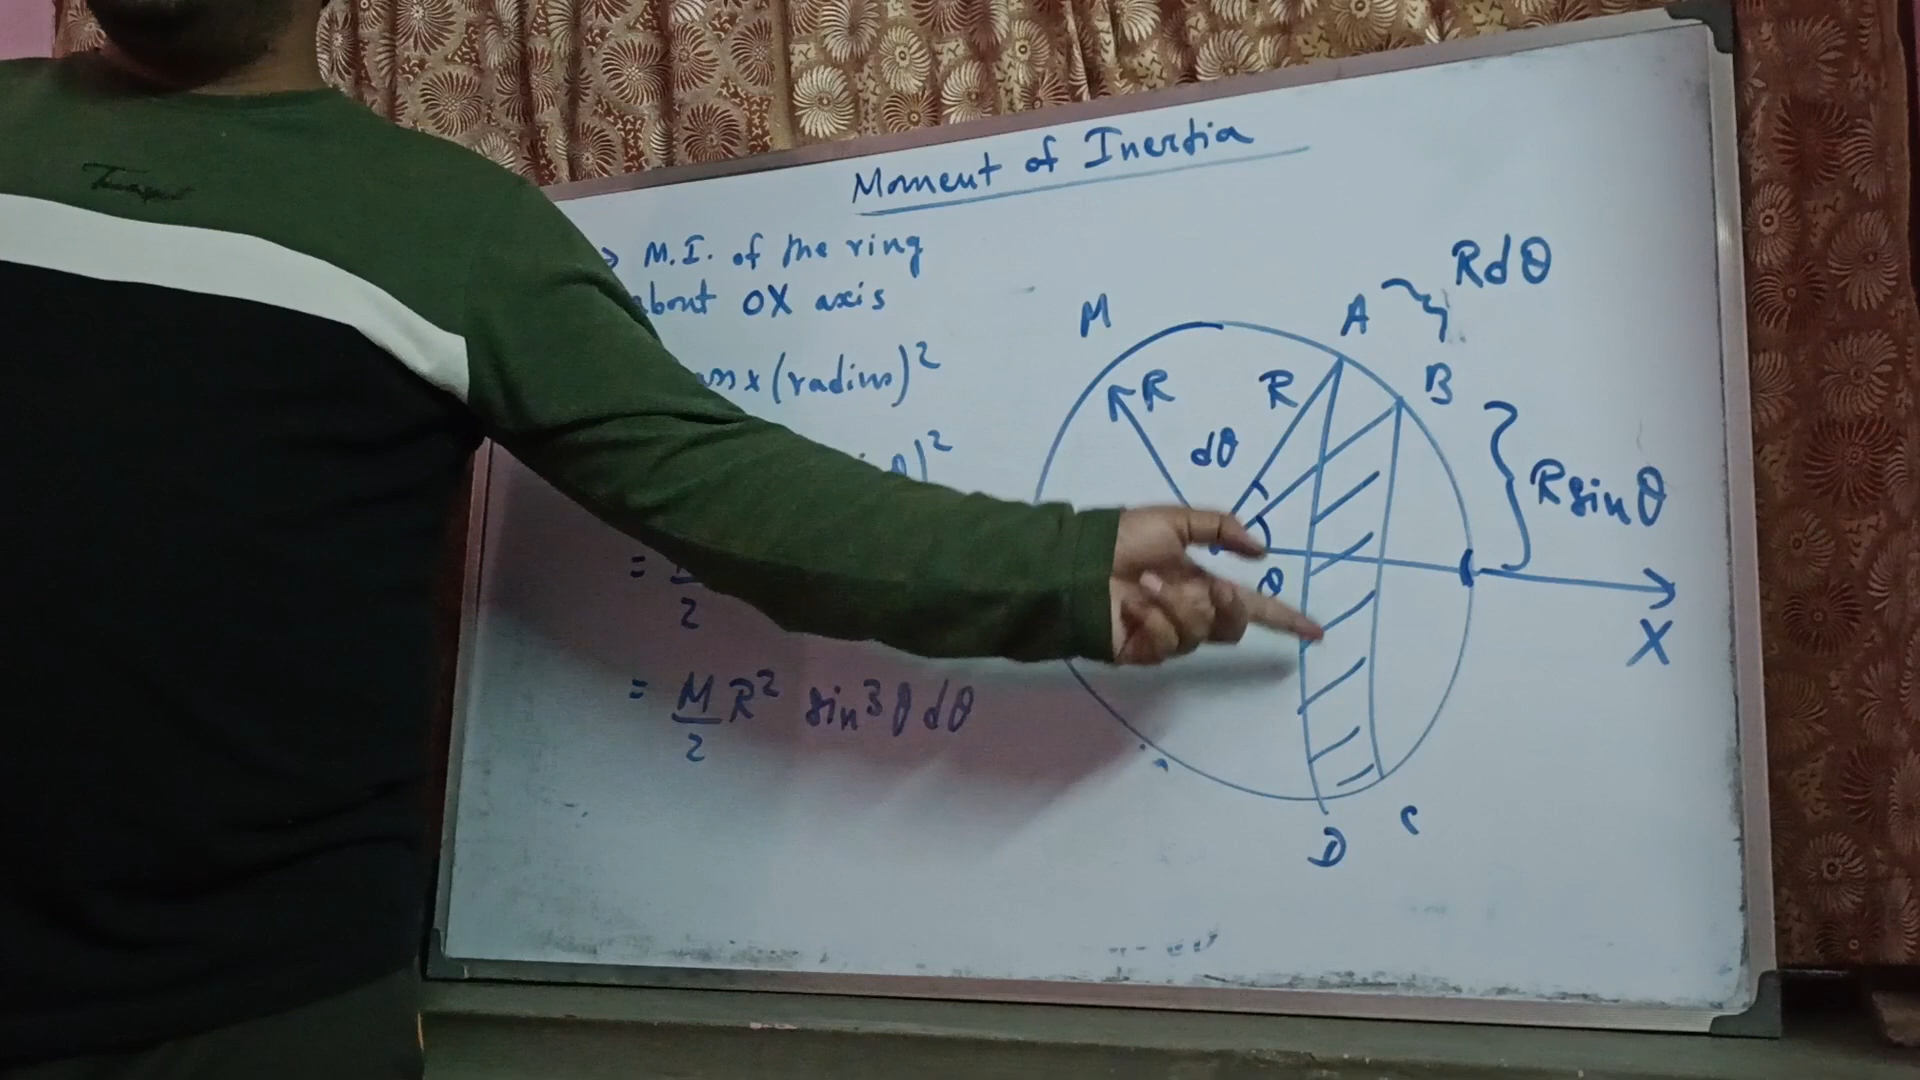 Moment of Inertia
M.I. of the ring
about OX axis
x (radius)²
θ)²
=
2
= M/2 R² sin³θ dθ
Rdθ
M
A
R
R
B
dθ
Rsinθ
θ
X
D
C